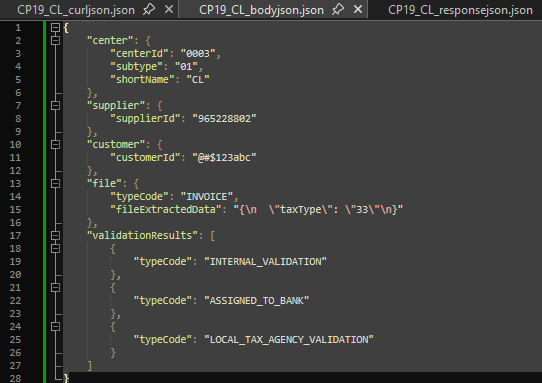 CP19_CL_curljson.json CP19_CL_bodyjson.json CP19_CL_responsejson.json
1 {
2 "center": {
3 "centerId": "0003",
4 "subtype": "01",
5 "shortName": "CL"
6 },
7 "supplier": {
8 "supplierId": "965228802"
9 },
10 "customer": {
11 "customerId": "@#$123abc"
12 },
13 "file": {
14 "typeCode": "INVOICE",
15 "fileExtractedData": "{\n  \"taxType\": \"33\"\n}"
16 },
17 "validationResults": [
18 {
19 "typeCode": "INTERNAL_VALIDATION"
20 },
21 {
22 "typeCode": "ASSIGNED_TO_BANK"
23 },
24 {
25 "typeCode": "LOCAL_TAX_AGENCY_VALIDATION"
26 }
27 ]
28 }